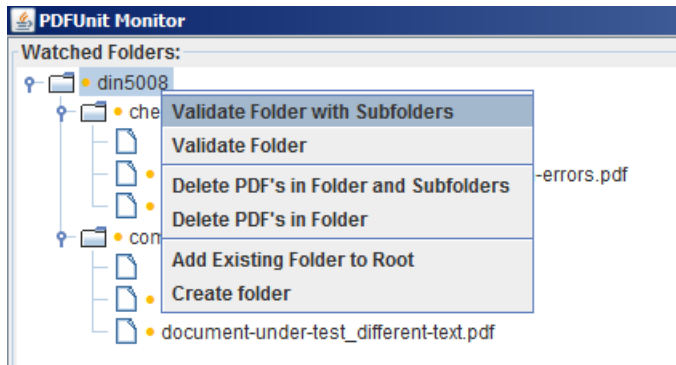 PDFUnit Monitor
Watched Folders:
din5008
che
Validate Folder with Subfolders
Validate Folder
Delete PDF's in Folder and Subfolders
-errors.pdf
Delete PDF's in Folder
com
Add Existing Folder to Root
Create folder
document-under-test_different-text.pdf